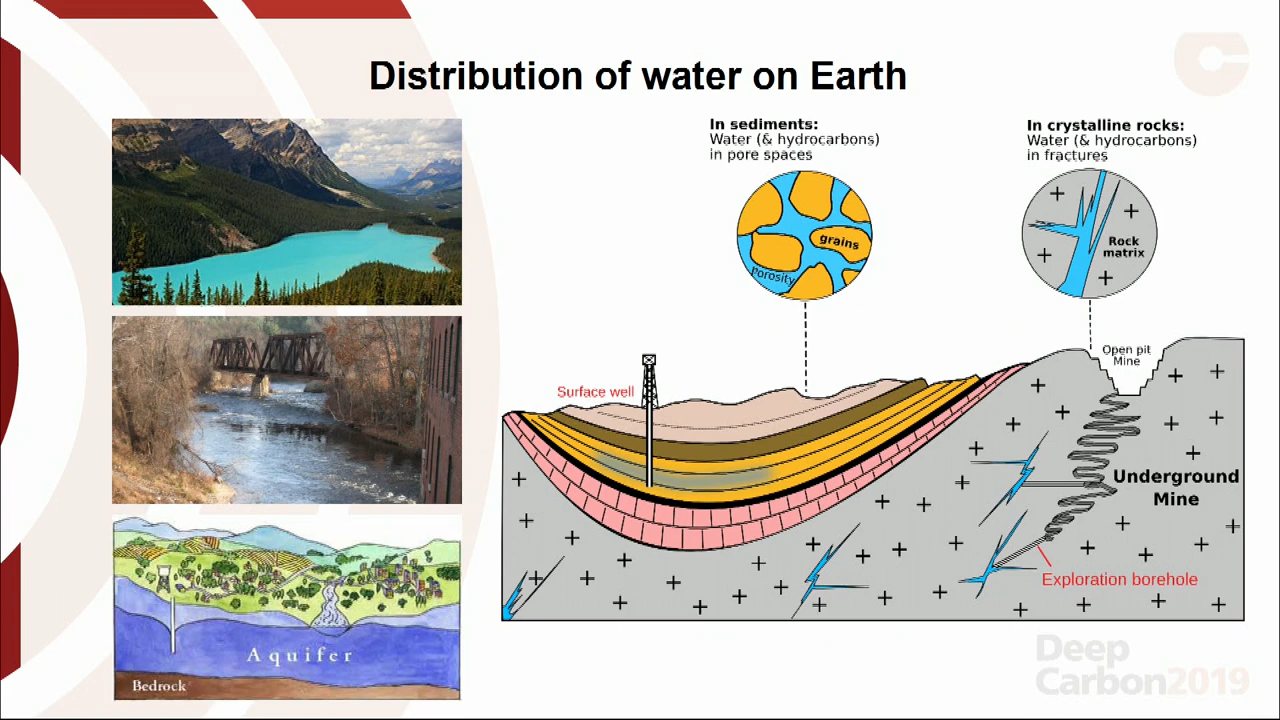 Distribution of water on Earth
In sediments:
Water (& hydrocarbons)
in pore spaces
grains
porosity
In crystalline rocks:
Water (& hydrocarbons)
in fractures
Rock
matrix
Surface well
Open pit
Mine
Underground
Mine
Exploration borehole
Aquifer
Bedrock
Deep
Carbon2019